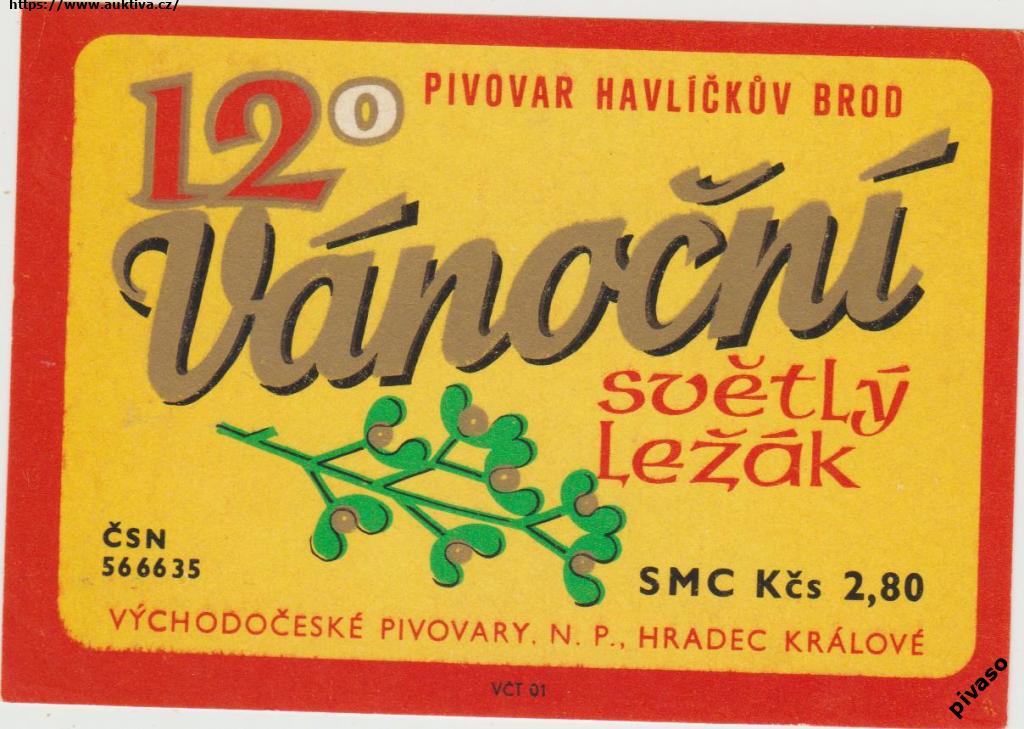 https://www.auktiva.cz/
12°
PIVOVAR HAVLÍČKŮV BROD
Vánoční
světlý
ležák
ČSN
566635
SMC Kčs 2,80
VÝCHODOČESKÉ PIVOVARY, N. P., HRADEC KRÁLOVÉ
VČT 01
pivaso